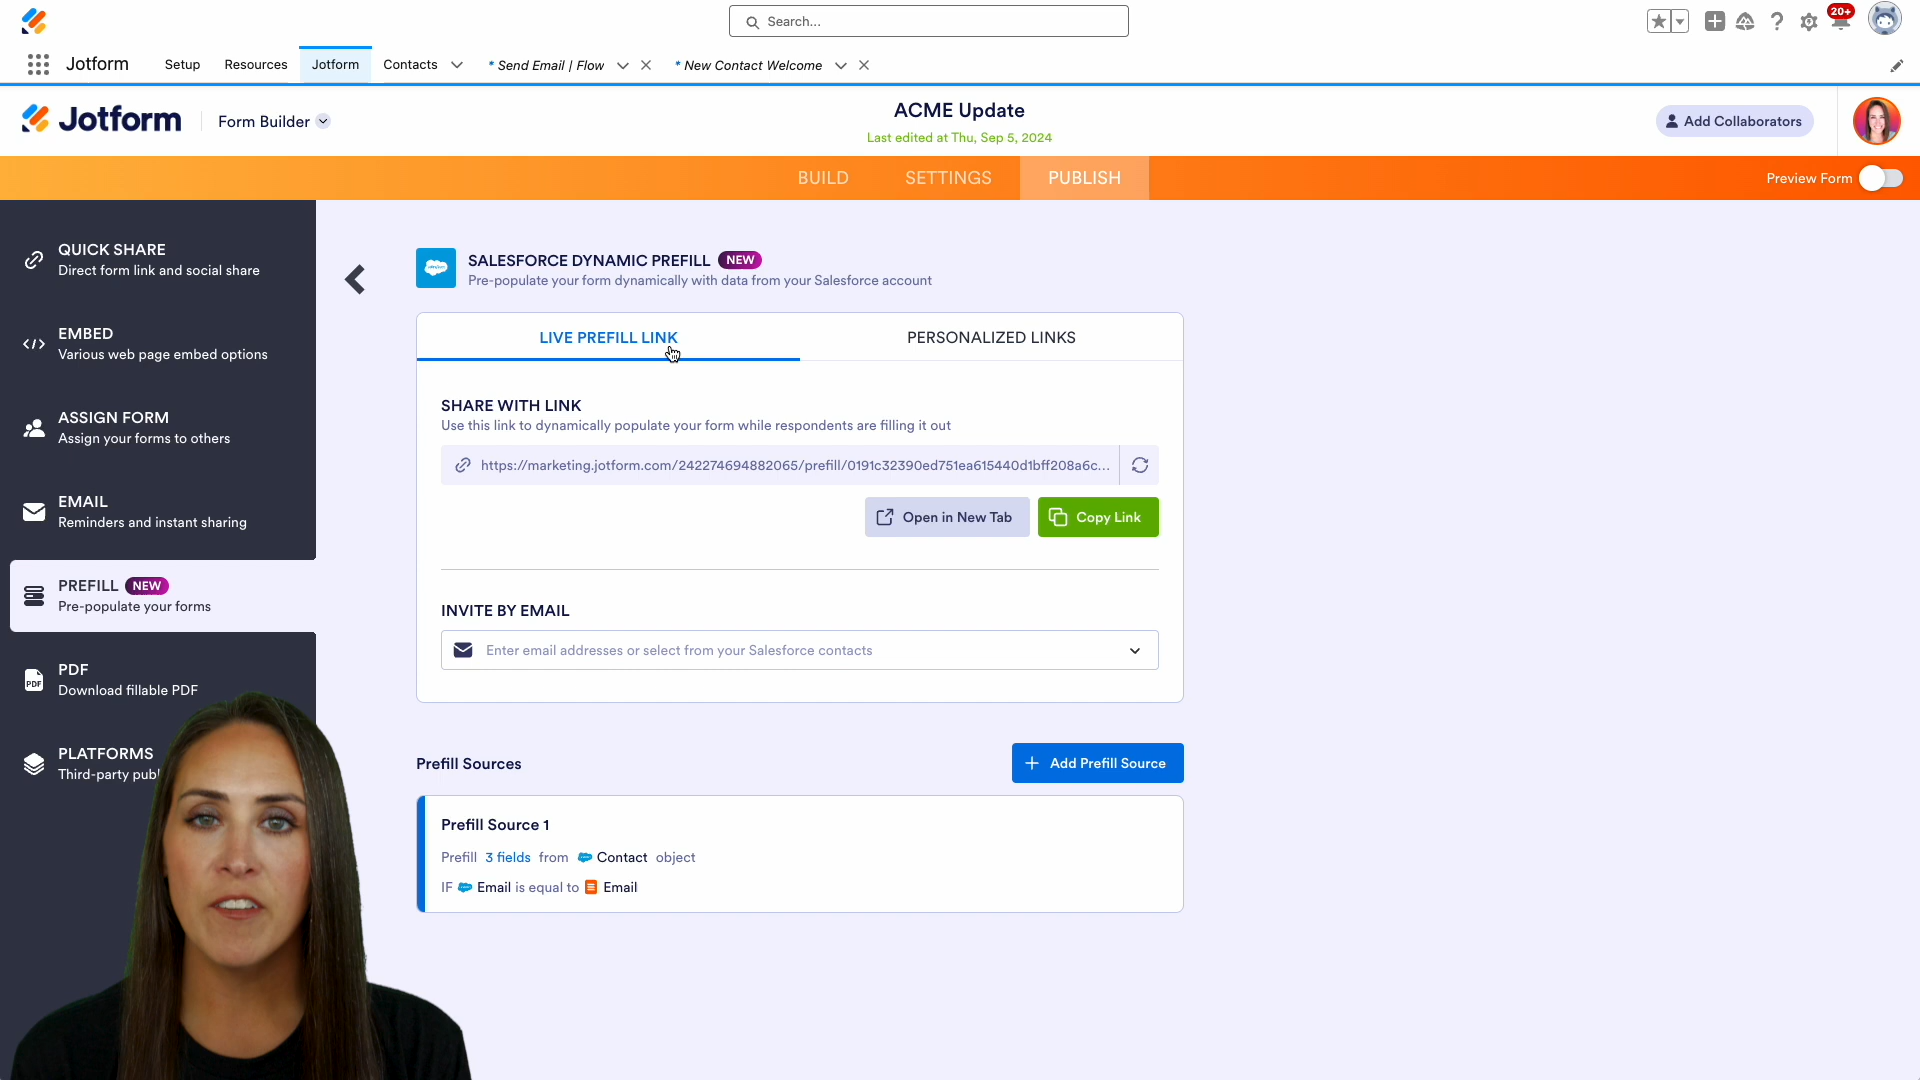 Search...
20+
Jotform
Setup
Resources
Jotform
Contacts
* Send Email | Flow
* New Contact Welcome
Jotform
Form Builder
ACME Update
Last edited at Thu, Sep 5, 2024
Add Collaborators
BUILD
SETTINGS
PUBLISH
Preview Form
QUICK SHARE
Direct form link and social share
EMBED
Various web page embed options
ASSIGN FORM
Assign your forms to others
EMAIL
Reminders and instant sharing
PREFILL NEW
Pre-populate your forms
PDF
PDF
Download fillable PDF
PLATFORMS
Third-party publ
SALESFORCE DYNAMIC PREFILL NEW
Pre-populate your form dynamically with data from your Salesforce account
LIVE PREFILL LINK
PERSONALIZED LINKS
SHARE WITH LINK
Use this link to dynamically populate your form while respondents are filling it out
https://marketing.jotform.com/242274694882065/prefill/0191c32390ed751ea615440d1bff208a6c...
Open in New Tab
Copy Link
INVITE BY EMAIL
Enter email addresses or select from your Salesforce contacts
Prefill Sources
Add Prefill Source
Prefill Source 1
Prefill 3 fields from Contact object
IF Email is equal to Email